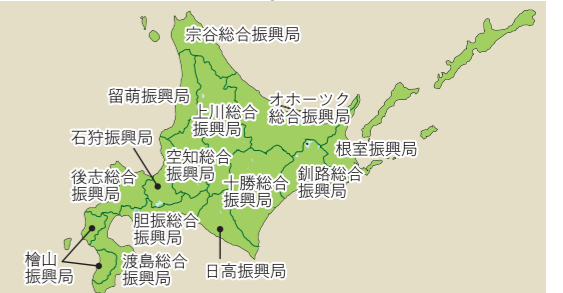 宗谷総合振興局
留萌振興局
オホーツク
総合振興局
上川総合
振興局
石狩振興局
根室振興局
空知総合
振興局
釧路総合
振興局
後志総合
振興局
十勝総合
振興局
胆振総合
振興局
檜山
振興局
渡島総合
振興局
日高振興局